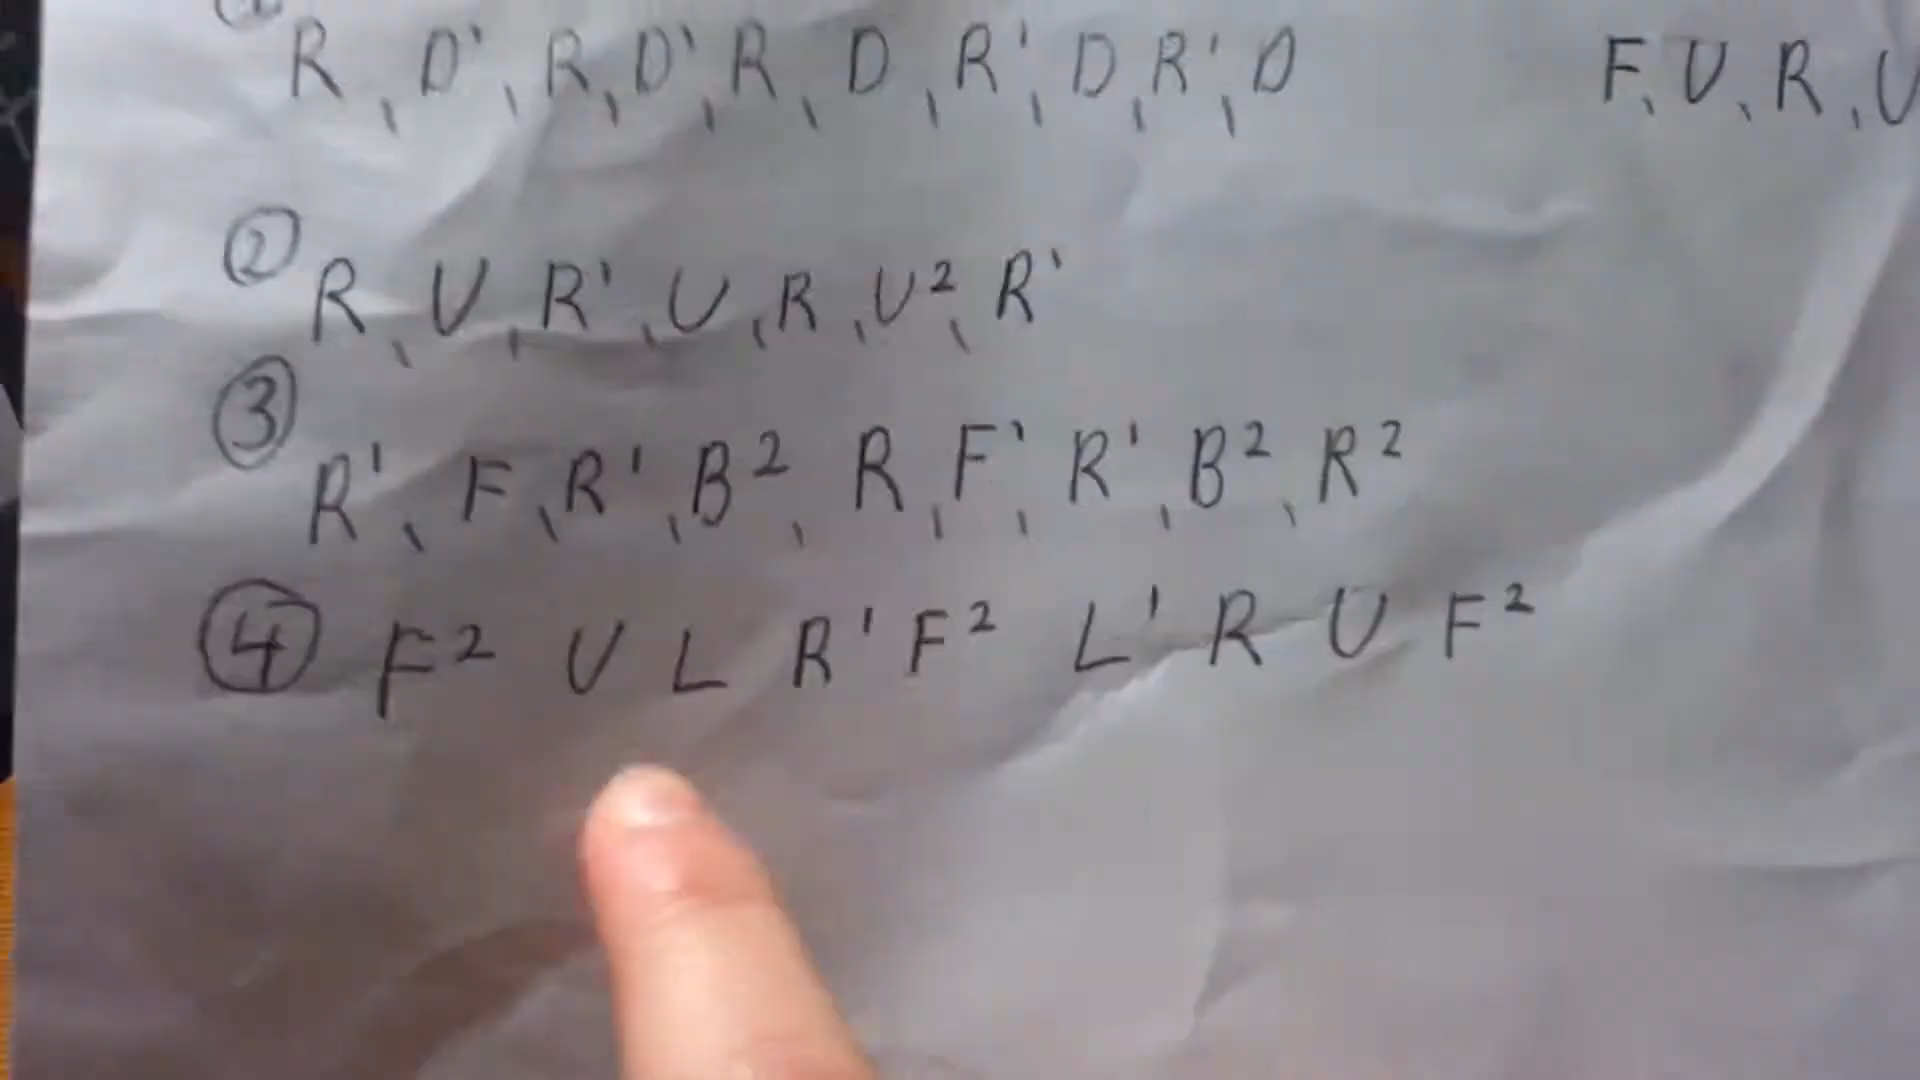 R, D', R, D', R, D, R', D, R', D
F, U, R, U
② R, U, R', U, R, U², R'
③ R', F, R', B², R, F', R', B², R²
④ F² U L R' F² L' R U F²